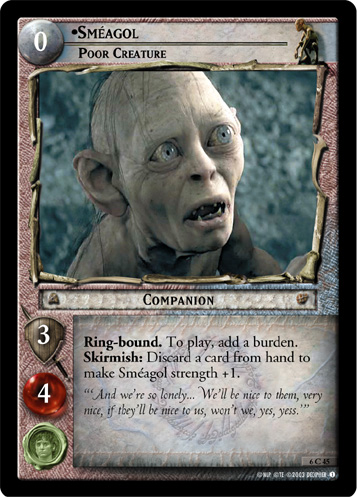 0
•Sméagol
Poor Creature
Companion
3
4
Ring-bound. To play, add a burden.
Skirmish: Discard a card from hand to
make Sméagol strength +1.
“‘And we're so lonely... We'll be nice to them, very
nice, if they'll be nice to us, won't we, yes, yess.’”
6 C 45